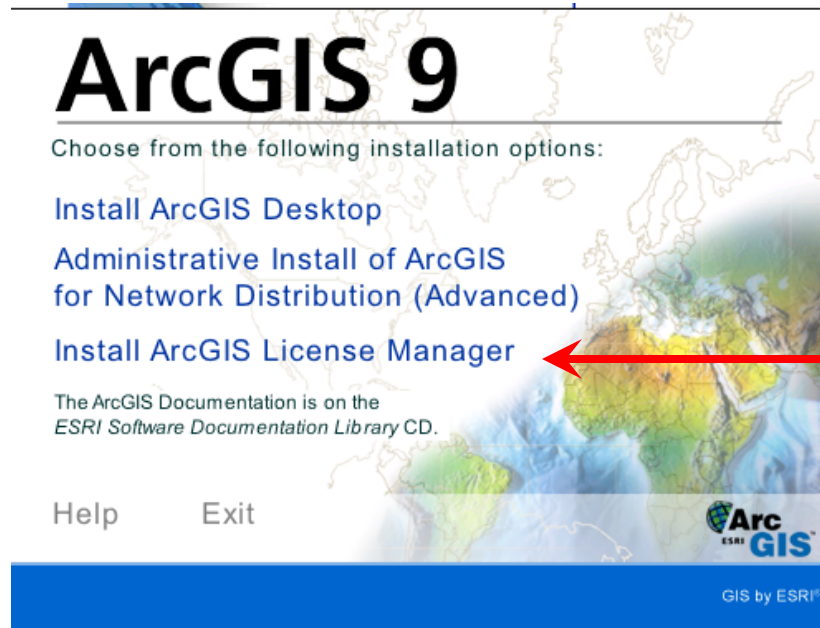 ArcGIS 9
Choose from the following installation options:
Install ArcGIS Desktop
Administrative Install of ArcGIS
for Network Distribution (Advanced)
Install ArcGIS License Manager
The ArcGIS Documentation is on the
ESRI Software Documentation Library CD.
Help Exit
Arc
ESRI GIS™
GIS by ESRI®